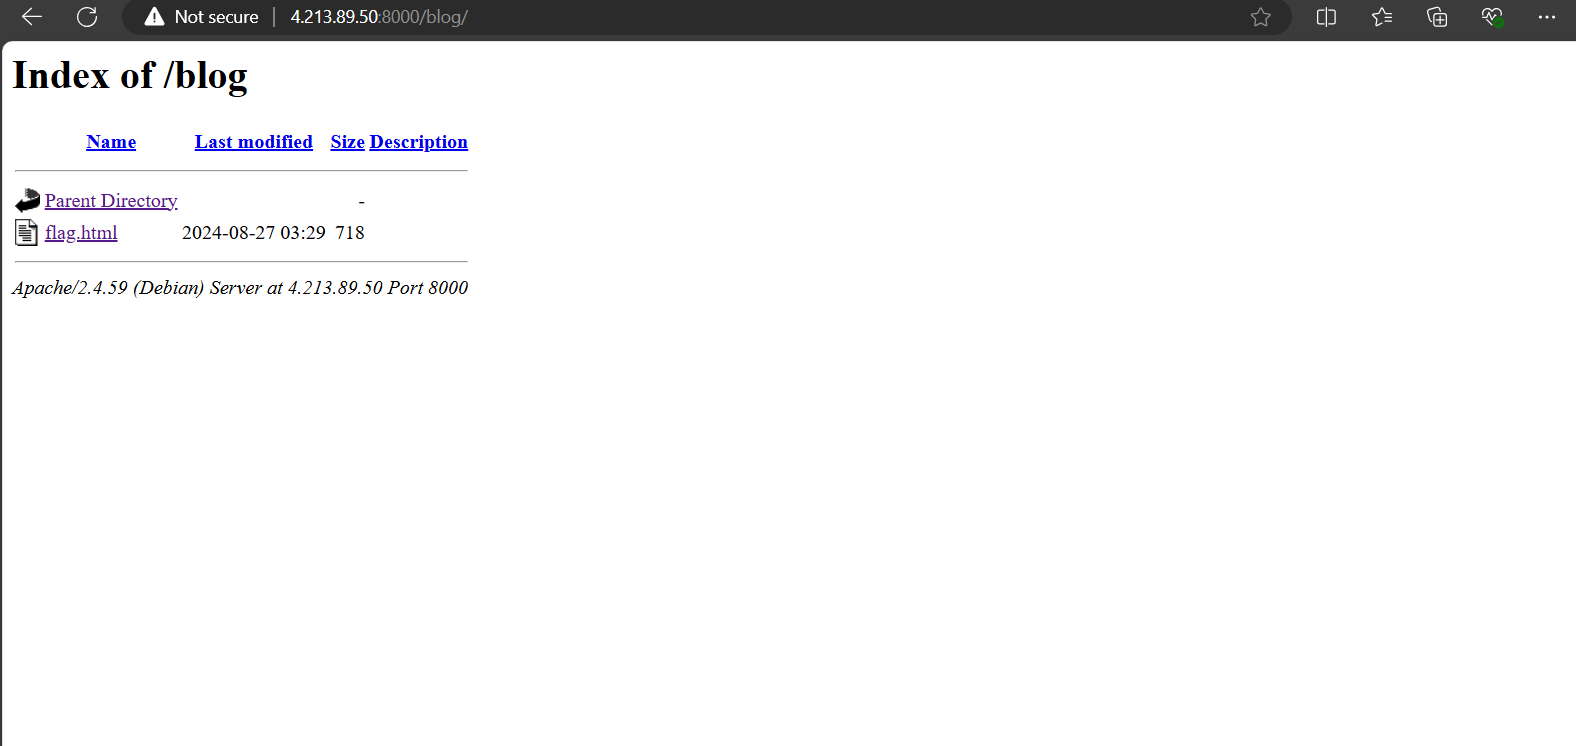 Not secure | 4.213.89.50:8000/blog/
Index of /blog
Name Last modified Size Description
Parent Directory -
flag.html 2024-08-27 03:29 718
Apache/2.4.59 (Debian) Server at 4.213.89.50 Port 8000